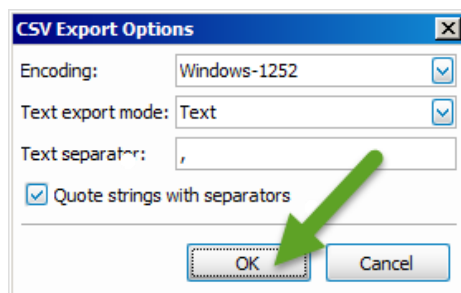 CSV Export Options
Encoding: Windows-1252
Text export mode: Text
Text separator: ,
Quote strings with separators
OK Cancel